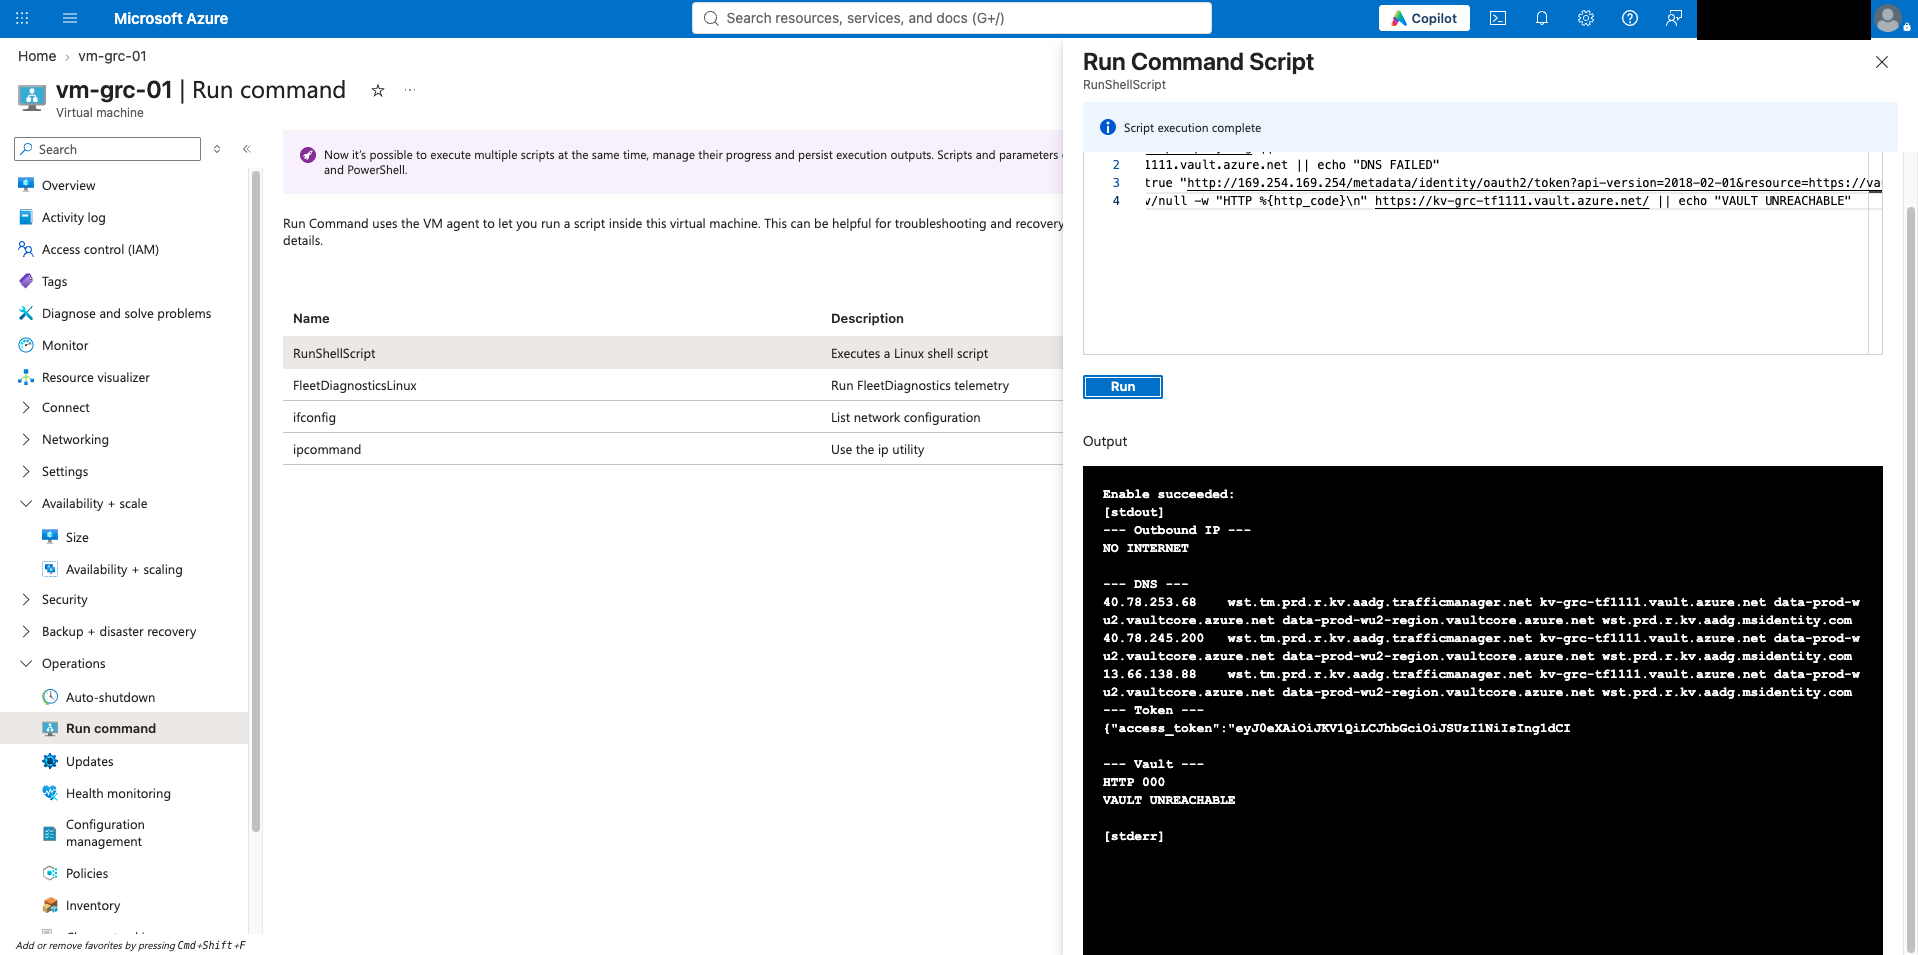 Microsoft Azure
Search resources, services, and docs (G+/)
Copilot
Home > vm-grc-01
vm-grc-01 | Run command
Virtual machine
Search
Overview
Activity log
Access control (IAM)
Tags
Diagnose and solve problems
Monitor
Resource visualizer
Connect
Networking
Settings
Availability + scale
Size
Availability + scaling
Security
Backup + disaster recovery
Operations
Auto-shutdown
Run command
Updates
Health monitoring
Configuration
management
Policies
Inventory
Add or remove favorites by pressing Cmd+Shift+F
Now it's possible to execute multiple scripts at the same time, manage their progress and persist execution outputs. Scripts and parameters
and PowerShell.
Run Command uses the VM agent to let you run a script inside this virtual machine. This can be helpful for troubleshooting and recovery
details.
Name Description
RunShellScript Executes a Linux shell script
FleetDiagnosticsLinux Run FleetDiagnostics telemetry
ifconfig List network configuration
ipcommand Use the ip utility
Run Command Script
RunShellScript
Script execution complete
2 1111.vault.azure.net || echo "DNS FAILED"
3 true "http://169.254.169.254/metadata/identity/oauth2/token?api-version=2018-02-01&resource=https://va
4 v/null -w "HTTP %{http_code}\n" https://kv-grc-tf1111.vault.azure.net/ || echo "VAULT UNREACHABLE"
Run
Output
Enable succeeded:
[stdout]
--- Outbound IP ---
NO INTERNET
--- DNS ---
40.78.253.68 wst.tm.prd.r.kv.aadg.trafficmanager.net kv-grc-tf1111.vault.azure.net data-prod-w
u2.vaultcore.azure.net data-prod-wu2-region.vaultcore.azure.net wst.prd.r.kv.aadg.msidentity.com
40.78.245.200 wst.tm.prd.r.kv.aadg.trafficmanager.net kv-grc-tf1111.vault.azure.net data-prod-w
u2.vaultcore.azure.net data-prod-wu2-region.vaultcore.azure.net wst.prd.r.kv.aadg.msidentity.com
13.66.138.88 wst.tm.prd.r.kv.aadg.trafficmanager.net kv-grc-tf1111.vault.azure.net data-prod-w
u2.vaultcore.azure.net data-prod-wu2-region.vaultcore.azure.net wst.prd.r.kv.aadg.msidentity.com
--- Token ---
{"access_token":"eyJ0eXAiOiJKV1QiLCJhbGciOiJSUzI1NiIsIng1dCI
--- Vault ---
HTTP 000
VAULT UNREACHABLE
[stderr]